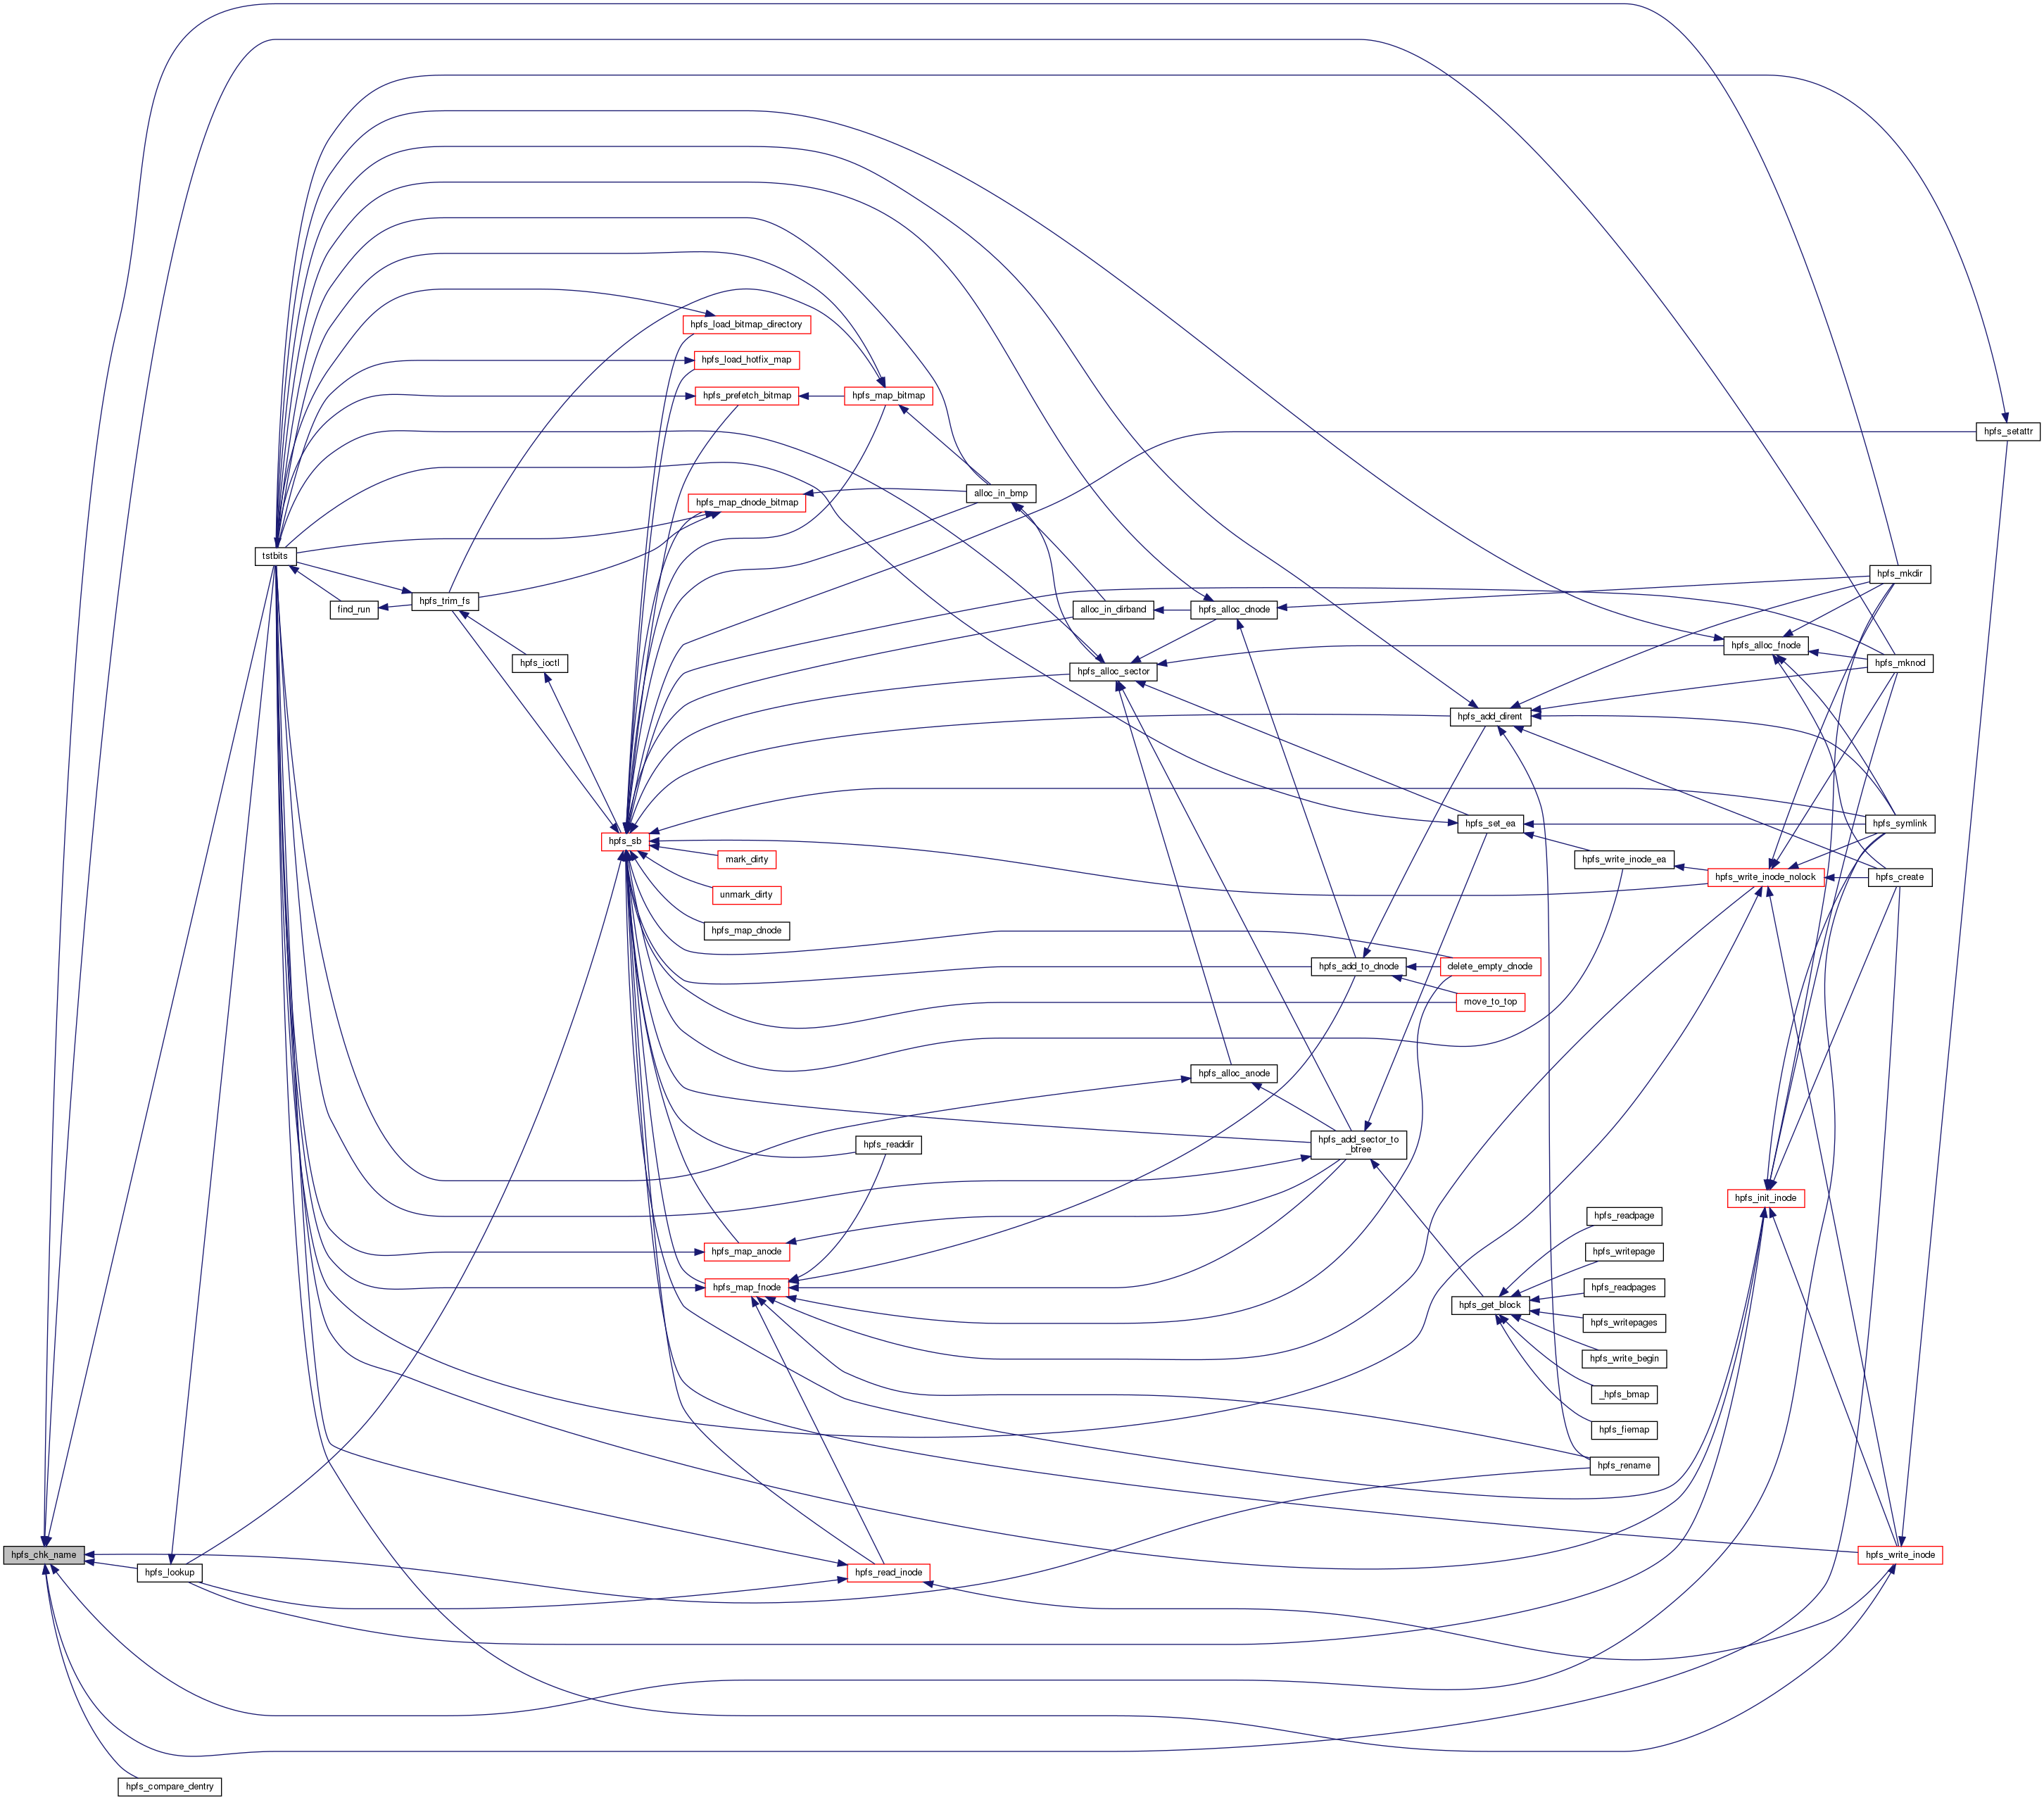 hpfs_load_bitmap_directory
hpfs_load_hotfix_map
hpfs_prefetch_bitmap
hpfs_map_bitmap
hpfs_setattr
alloc_in_bmp
hpfs_map_dnode_bitmap
tstbits
hpfs_mkdir
find_run
hpfs_trim_fs
alloc_in_dirband
hpfs_alloc_dnode
hpfs_alloc_fnode
hpfs_ioctl
hpfs_mknod
hpfs_alloc_sector
hpfs_add_dirent
hpfs_set_ea
hpfs_symlink
hpfs_sb
mark_dirty
hpfs_write_inode_ea
hpfs_write_inode_nolock
hpfs_create
unmark_dirty
hpfs_map_dnode
hpfs_add_to_dnode
delete_empty_dnode
move_to_top
hpfs_alloc_anode
hpfs_readdir
hpfs_add_sector_to
_btree
hpfs_init_inode
hpfs_readpage
hpfs_map_anode
hpfs_writepage
hpfs_map_fnode
hpfs_readpages
hpfs_get_block
hpfs_writepages
hpfs_write_begin
_hpfs_bmap
hpfs_fiemap
hpfs_rename
hpfs_chk_name
hpfs_write_inode
hpfs_lookup
hpfs_read_inode
hpfs_compare_dentry